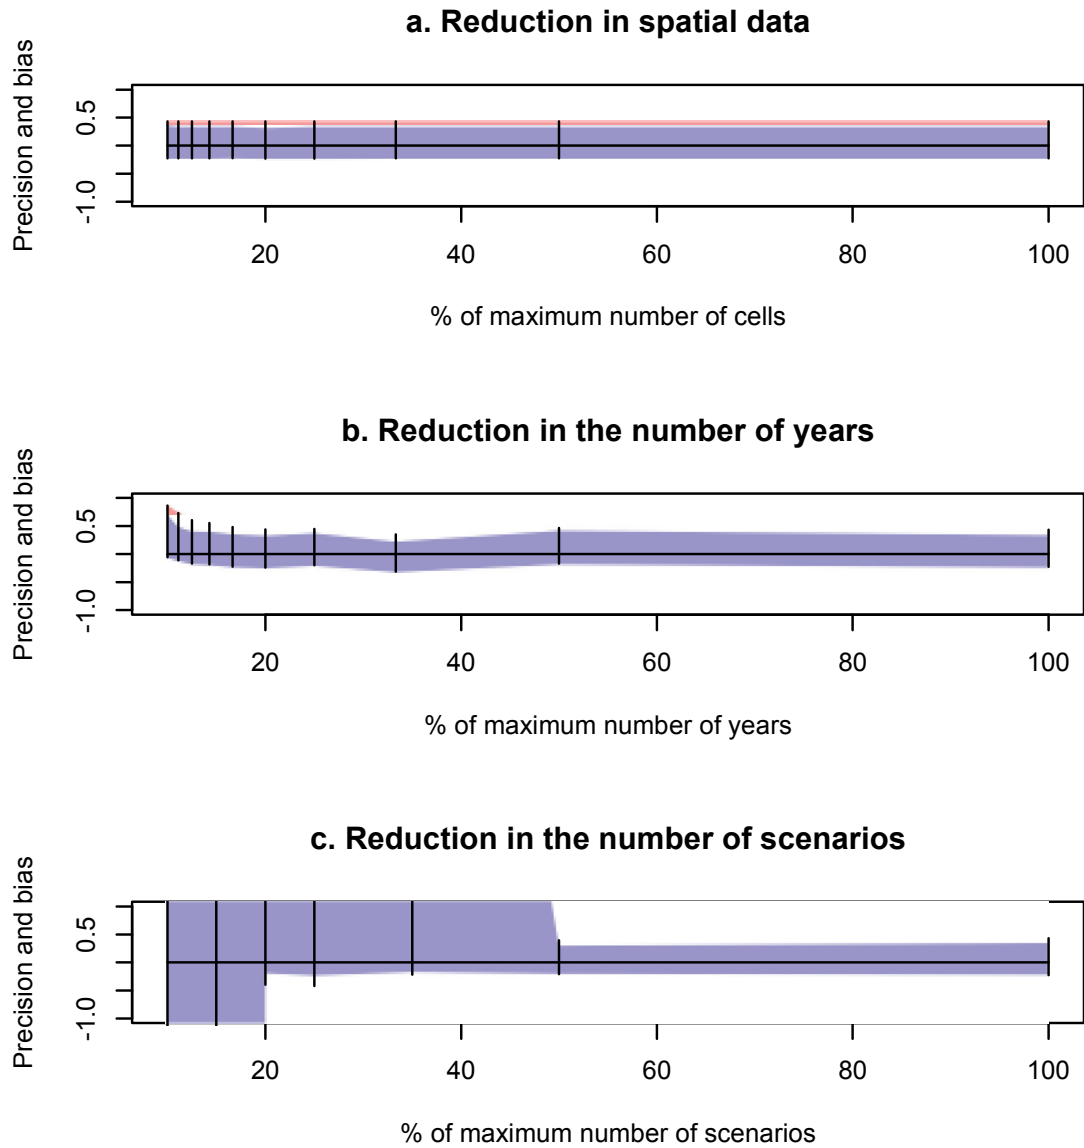 a. Reduction in spatial data
Precision and bias
0.5
-1.0
20 40 60 80 100
% of maximum number of cells
b. Reduction in the number of years
Precision and bias
0.5
-1.0
20 40 60 80 100
% of maximum number of years
c. Reduction in the number of scenarios
Precision and bias
0.5
-1.0
20 40 60 80 100
% of maximum number of scenarios